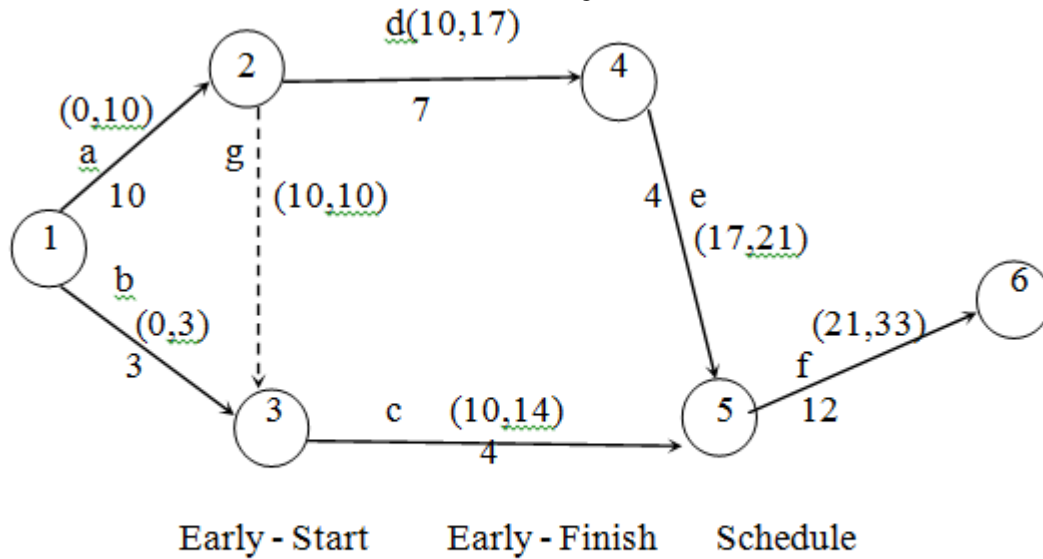 d(10,17)
2
4
7
(0,10)
a
g
10
(10,10)
4 e
1
(17,21)
b
6
(0,3)
(21,33)
3
f
3
c (10,14)
5
12
4
Early - Start Early - Finish Schedule